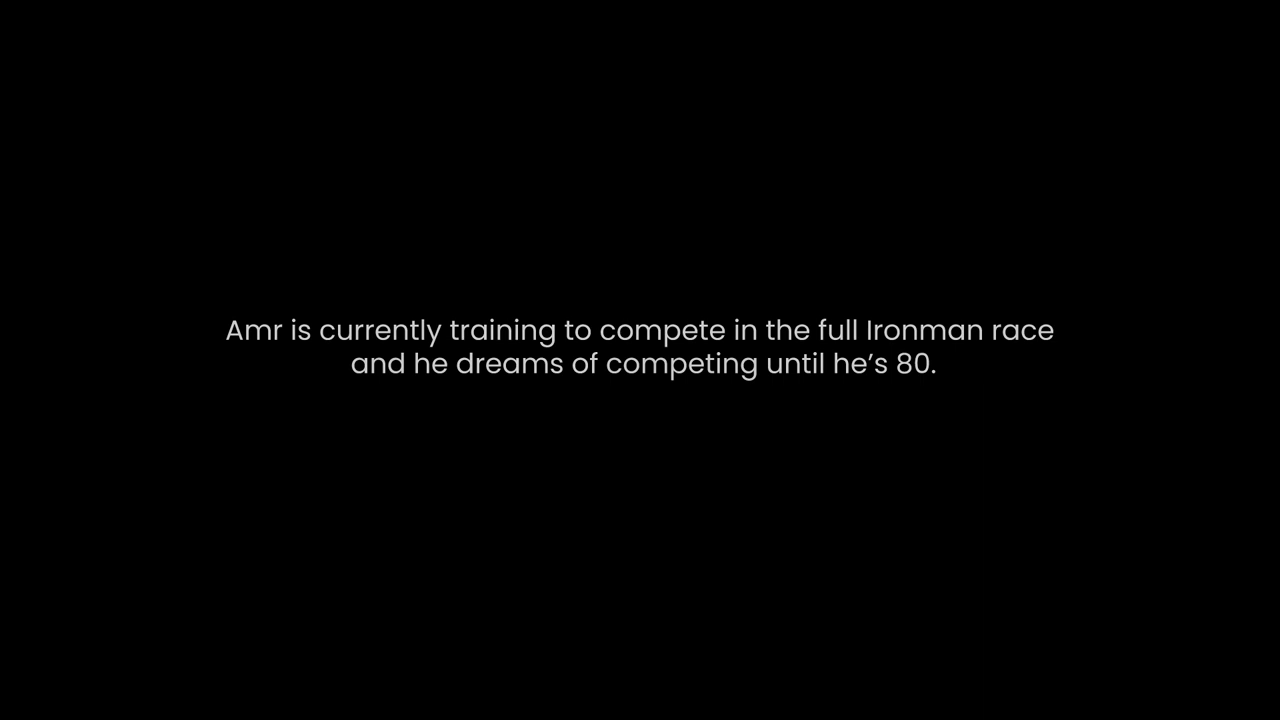 Amr is currently training to compete in the full Ironman race
and he dreams of competing until he’s 80.